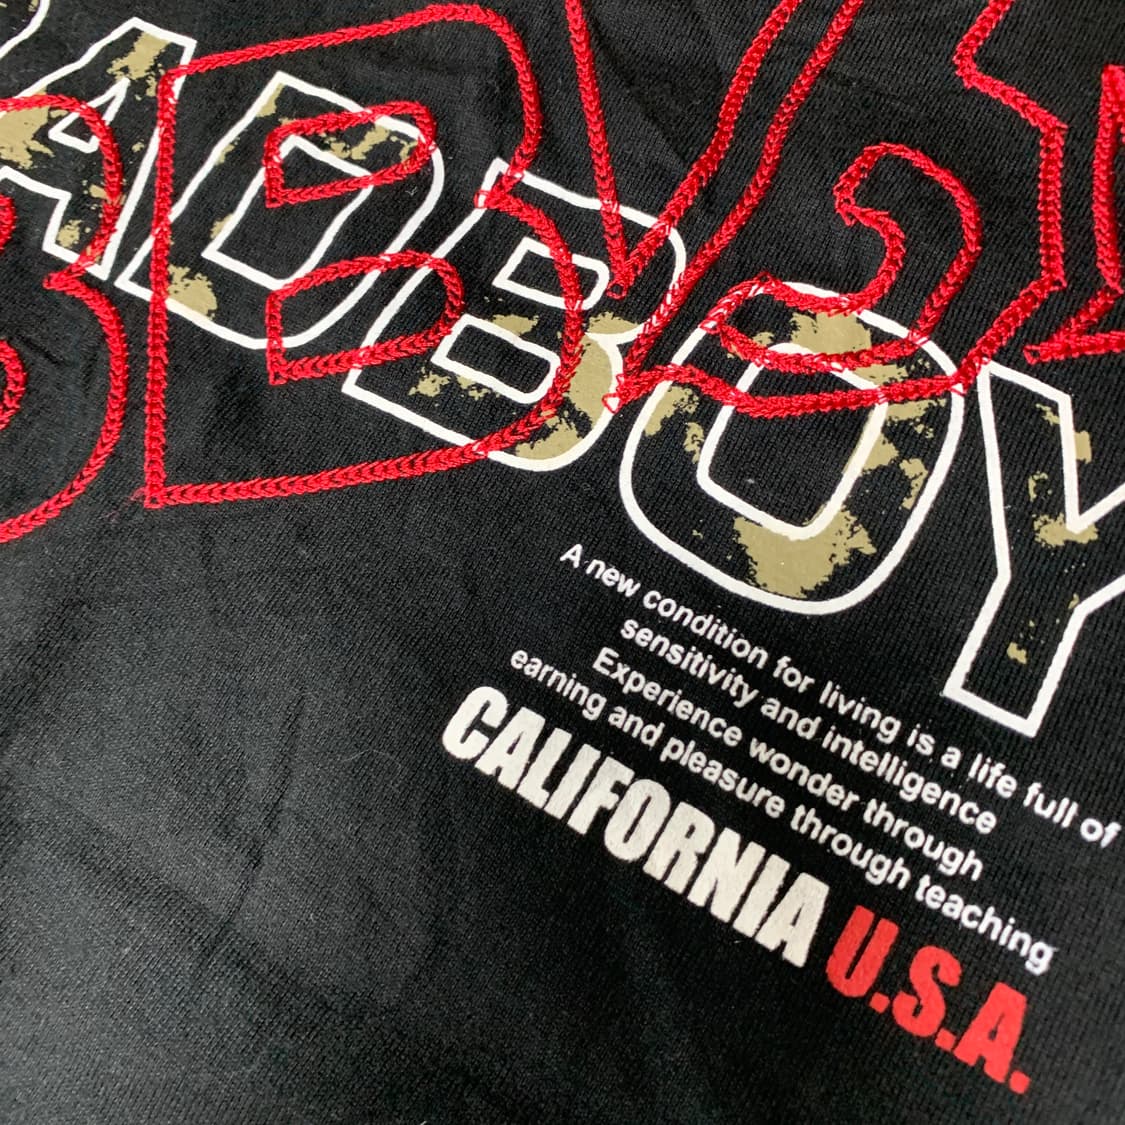 BADBOY
A new condition for living is a life full of
sensitivity and intelligence
Experience wonder through
earning and pleasure through teaching
CALIFORNIA U.S.A.